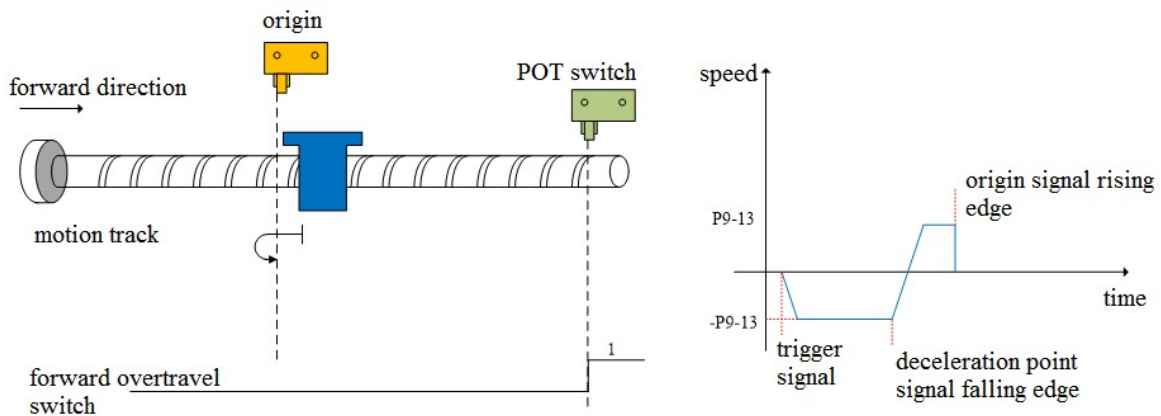 origin
forward direction
POT switch
motion track
1
forward overtravel
switch
speed
P9-13
-P9-13
origin signal rising
edge
time
trigger
signal
deceleration point
signal falling edge